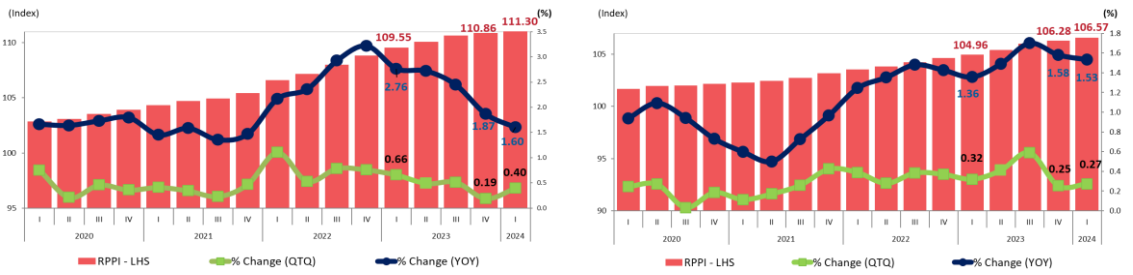 (Index) (%)
109.55 110.86 111.30
110
105
100
95
3.5
3.0
2.5
2.0
1.5
1.0
0.5
0.0
2.76 1.87 1.60
0.66 0.19 0.40
I II III IV I II III IV I II III IV I II III IV I
2020 2021 2022 2023 2024
RPPI - LHS % Change (QTQ) % Change (YOY)
(Index) (%)
104.96 106.28 106.57
105
100
95
90
1.8
1.6
1.4
1.2
1.0
0.8
0.6
0.4
0.2
0.0
1.36 1.58 1.53
0.32 0.25 0.27
I II III IV I II III IV I II III IV I II III IV I
2020 2021 2022 2023 2024
RPPI - LHS % Change (QTQ) % Change (YOY)